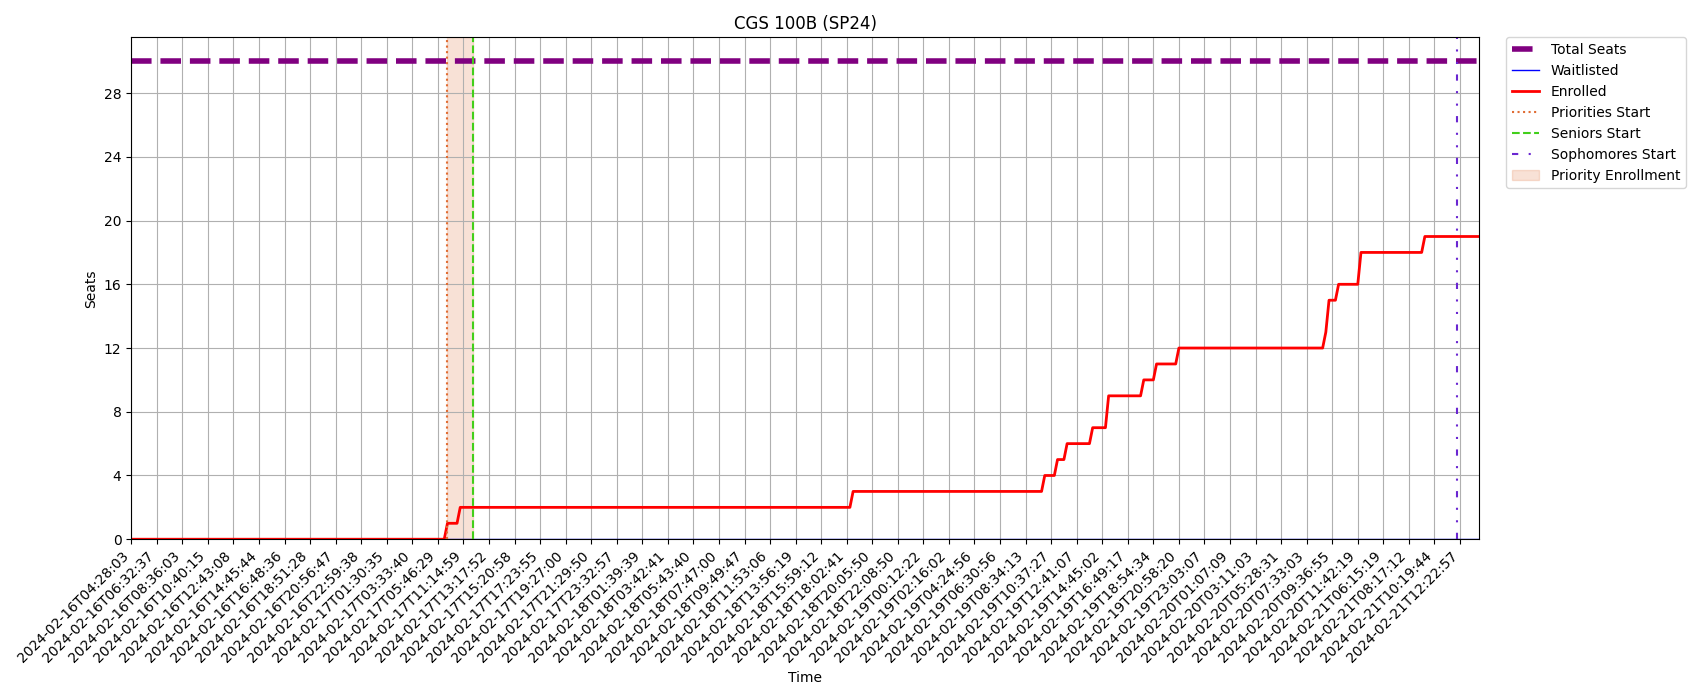 CGS 100B (SP24)
Total Seats
Waitlisted
Enrolled
Priorities Start
Seniors Start
Sophomores Start
Priority Enrollment
Seats
28
24
20
16
12
8
4
0
2024-02-16T04:28:03
2024-02-16T06:32:37
2024-02-16T08:36:03
2024-02-16T10:40:15
2024-02-16T12:43:08
2024-02-16T14:45:44
2024-02-16T16:48:36
2024-02-16T18:51:28
2024-02-16T20:56:47
2024-02-16T22:59:38
2024-02-17T01:30:35
2024-02-17T03:33:40
2024-02-17T05:46:29
2024-02-17T11:14:59
2024-02-17T13:17:52
2024-02-17T15:20:58
2024-02-17T17:23:55
2024-02-17T19:27:00
2024-02-17T21:29:50
2024-02-17T23:32:57
2024-02-18T01:39:39
2024-02-18T03:42:41
2024-02-18T05:43:40
2024-02-18T07:47:00
2024-02-18T09:49:47
2024-02-18T11:53:06
2024-02-18T13:56:19
2024-02-18T15:59:12
2024-02-18T18:02:41
2024-02-18T20:05:50
2024-02-18T22:08:50
2024-02-19T00:12:22
2024-02-19T02:16:02
2024-02-19T04:24:56
2024-02-19T06:30:56
2024-02-19T08:34:13
2024-02-19T10:37:27
2024-02-19T12:41:07
2024-02-19T14:45:02
2024-02-19T16:49:17
2024-02-19T18:54:34
2024-02-19T20:58:20
2024-02-19T23:03:07
2024-02-20T01:07:09
2024-02-20T03:11:03
2024-02-20T05:28:31
2024-02-20T07:33:03
2024-02-20T09:36:55
2024-02-20T11:42:19
2024-02-21T06:15:19
2024-02-21T08:17:12
2024-02-21T10:19:44
2024-02-21T12:22:57
Time